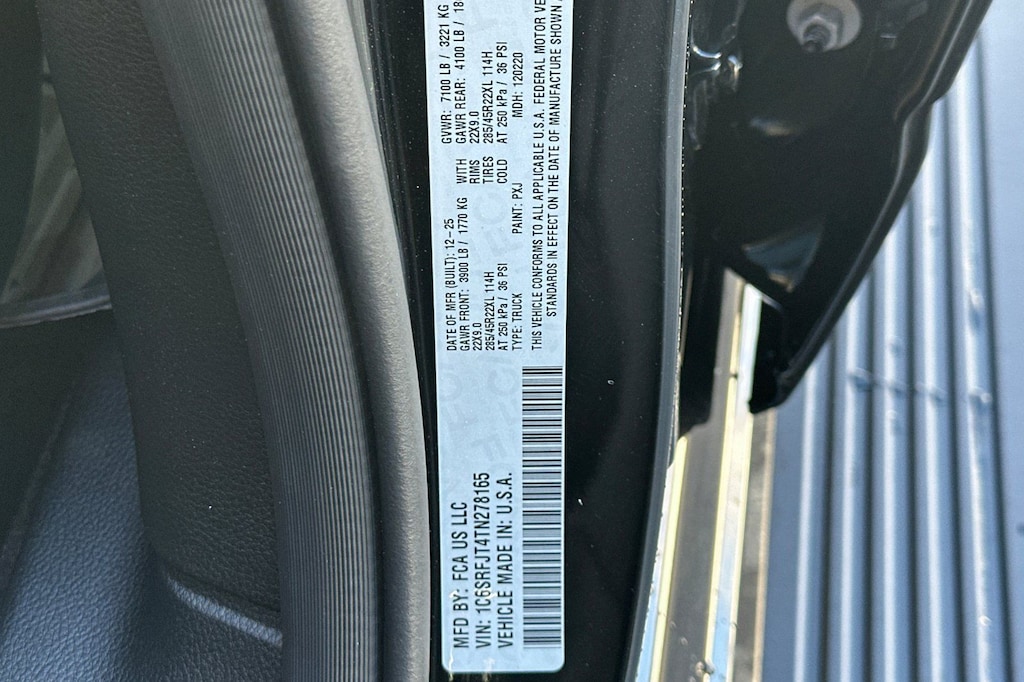 MFD BY: FCA US LLC
VIN: 1C6SRFJT4TN278165
VEHICLE MADE IN: U.S.A.
DATE OF MFR (BUILT): 12-25 GVWR: 7100 LB / 3221 KG
GAWR FRONT: 3900 LB / 1770 KG WITH GAWR REAR: 4100 LB / 18
22X9.0 RIMS 22X9.0
285/45R22XL 114H TIRES 285/45R22XL 114H
AT 250 kPa / 36 PSI COLD AT 250 kPa / 36 PSI
TYPE: TRUCK PAINT: PXJ MDH: 120220
THIS VEHICLE CONFORMS TO ALL APPLICABLE U.S.A. FEDERAL MOTOR VE
STANDARDS IN EFFECT ON THE DATE OF MANUFACTURE SHOWN